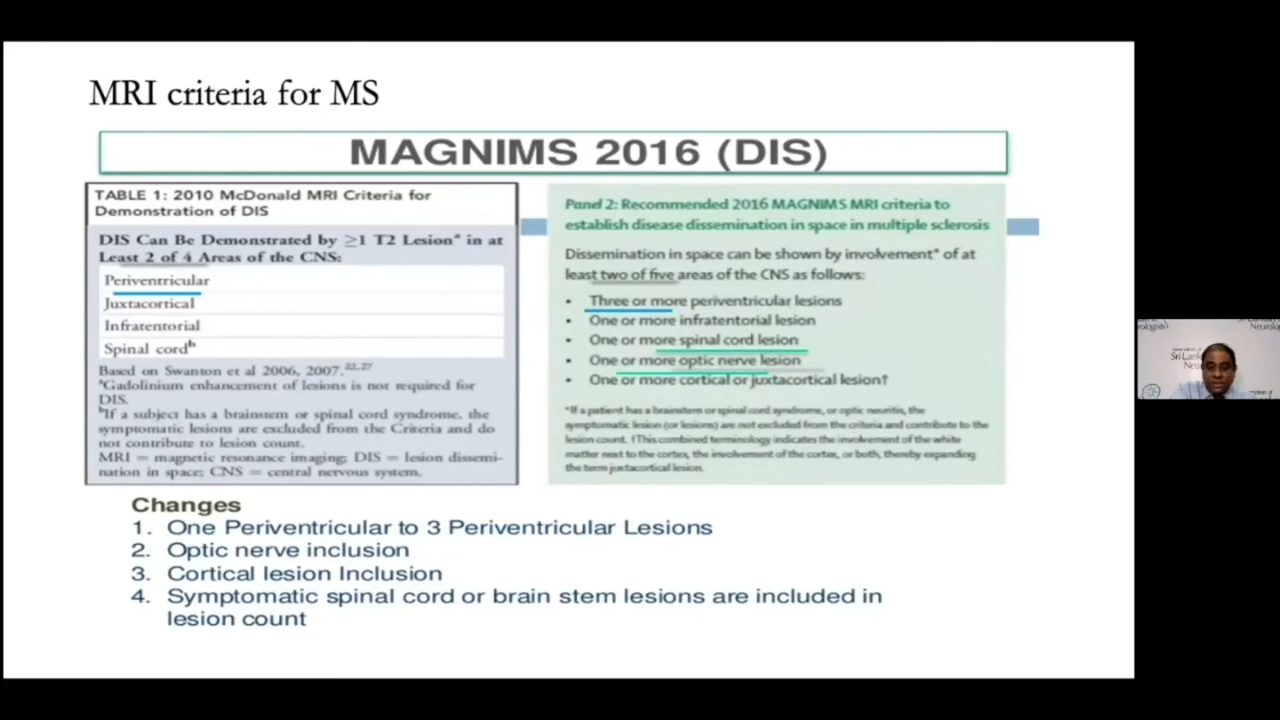 MRI criteria for MS
MAGNIMS 2016 (DIS)
TABLE 1: 2010 McDonald MRI Criteria for
Demonstration of DIS
DIS Can Be Demonstrated by ≥1 T2 Lesionᵃ in at
Least 2 of 4 Areas of the CNS:
Periventricular
Juxtacortical
Infratentorial
Spinal cordᵇ
Based on Swanton et al 2006, 2007.²²,²⁷
ᵃGadolinium enhancement of lesions is not required for
DIS.
ᵇIf a subject has a brainstem or spinal cord syndrome, the
symptomatic lesions are excluded from the Criteria and do
not contribute to lesion count.
MRI = magnetic resonance imaging; DIS = lesion dissemi-
nation in space; CNS = central nervous system.
Panel 2: Recommended 2016 MAGNIMS MRI criteria to
establish disease dissemination in space in multiple sclerosis
Dissemination in space can be shown by involvement* of at
least two of five areas of the CNS as follows:
• Three or more periventricular lesions
• One or more infratentorial lesion
• One or more spinal cord lesion
• One or more optic nerve lesion
• One or more cortical or juxtacortical lesion†
*If a patient has a brainstem or spinal cord syndrome, or optic neuritis, the
symptomatic lesion (or lesions) are not excluded from the criteria and contribute to the
lesion count. †This combined terminology indicates the involvement of the white
matter next to the cortex, the involvement of the cortex, or both, thereby expanding
the term juxtacortical lesion.
Changes
1. One Periventricular to 3 Periventricular Lesions
2. Optic nerve inclusion
3. Cortical lesion Inclusion
4. Symptomatic spinal cord or brain stem lesions are included in
lesion count
Sri Lank
Neu